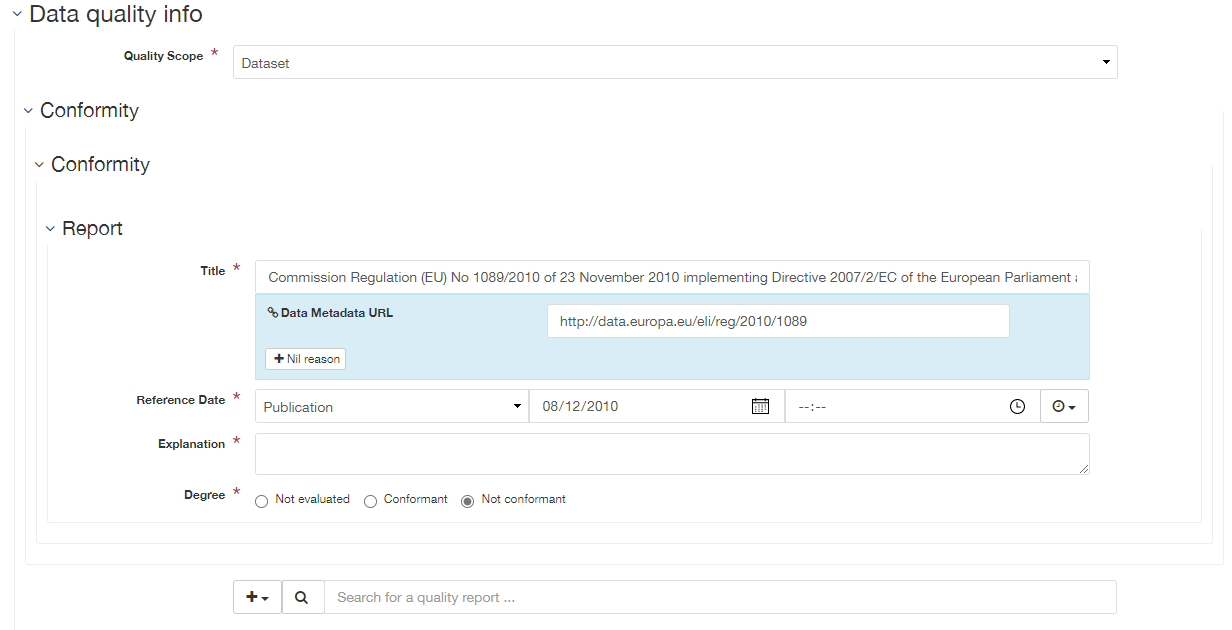 Data quality info
Quality Scope *
Dataset
Conformity
Conformity
Report
Title *
Commission Regulation (EU) No 1089/2010 of 23 November 2010 implementing Directive 2007/2/EC of the European Parliament
Data Metadata URL
http://data.europa.eu/eli/reg/2010/1089
+ Nil reason
Reference Date *
Publication
08/12/2010
--:--
Explanation *
Degree *
Not evaluated
Conformant
Not conformant
Search for a quality report ...